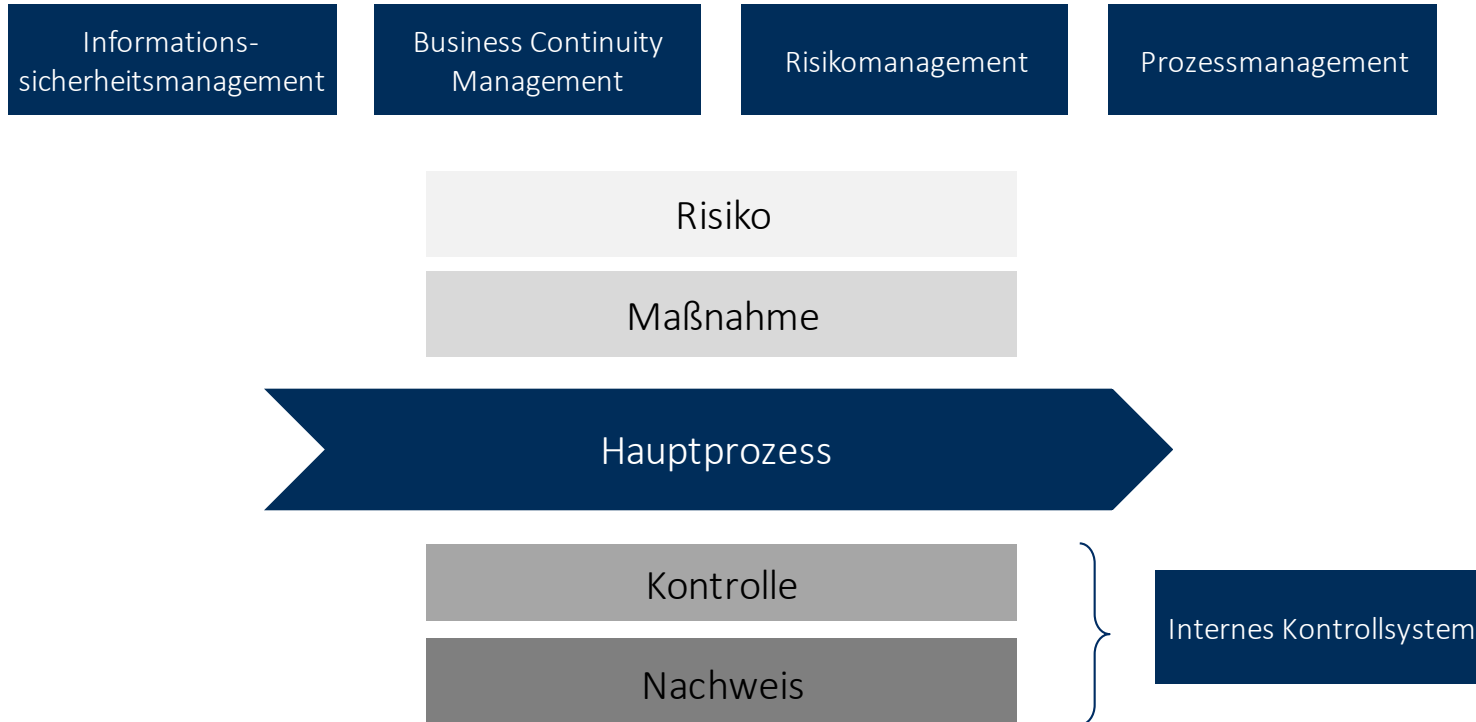 Informations-
sicherheitsmanagement
Business Continuity
Management
Risikomanagement
Prozessmanagement
Risiko
Maßnahme
Hauptprozess
Kontrolle
Nachweis
Internes Kontrollsystem